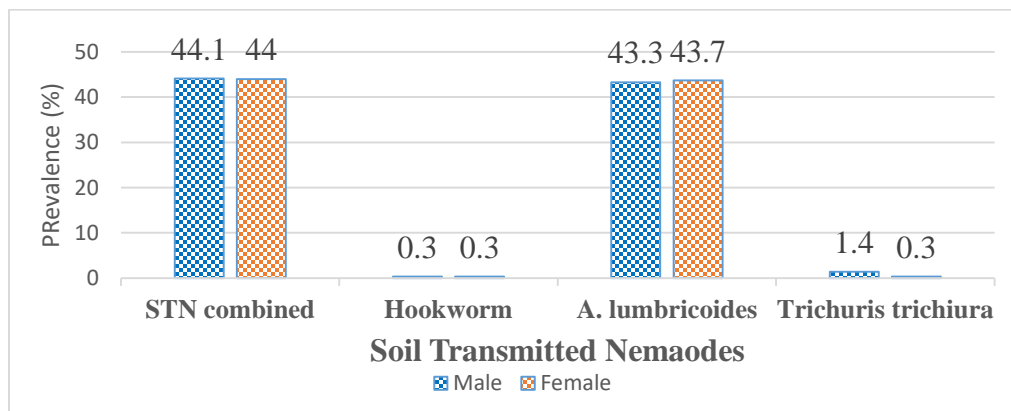 44.1 44 43.3 43.7
50
40
30
20
10
0
0.3 0.3 1.4 0.3
PRevalence (%)
STN combined Hookworm A. lumbricoides Trichuris trichiura
Soil Transmitted Nemaodes
Male Female